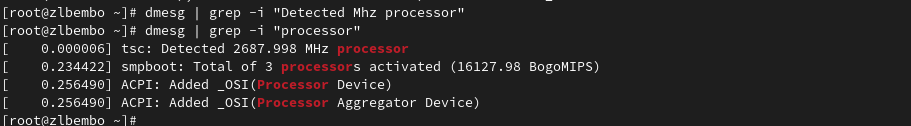 [root@zlbembo ~]# dmesg | grep -i "Detected Mhz processor"
[root@zlbembo ~]# dmesg | grep -i "processor"
[    0.000006] tsc: Detected 2687.998 MHz processor
[    0.234422] smpboot: Total of 3 processors activated (16127.98 BogoMIPS)
[    0.256490] ACPI: Added _OSI(Processor Device)
[    0.256490] ACPI: Added _OSI(Processor Aggregator Device)
[root@zlbembo ~]#